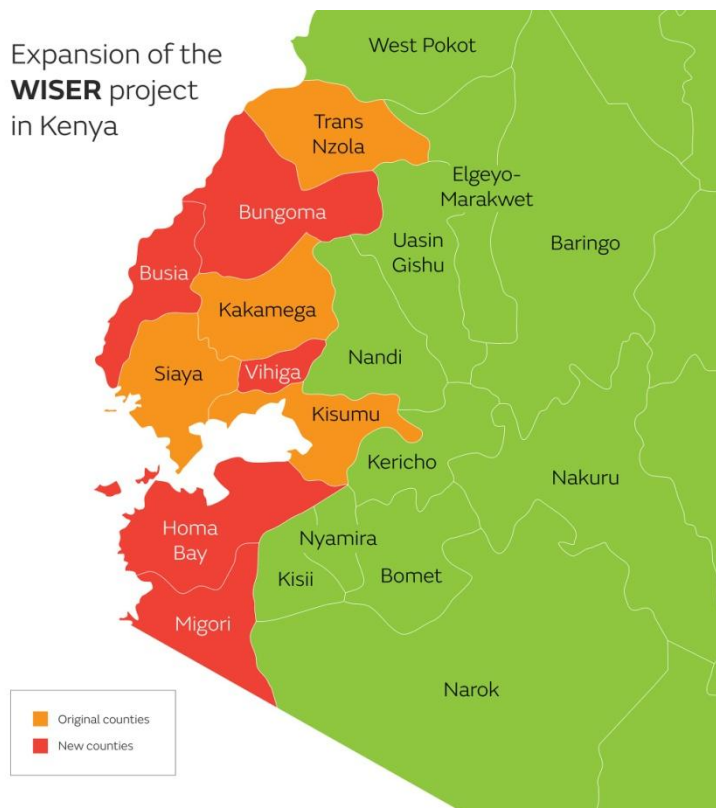 Expansion of the
WISER project
in Kenya
West Pokot
Trans
Nzola
Elgeyo-
Marakwet
Bungoma
Uasin
Gishu
Baringo
Busia
Kakamega
Nandi
Siaya
Vihiga
Kisumu
Kericho
Nakuru
Homa
Bay
Nyamira
Kisii
Bomet
Migori
Narok
Original counties
New counties